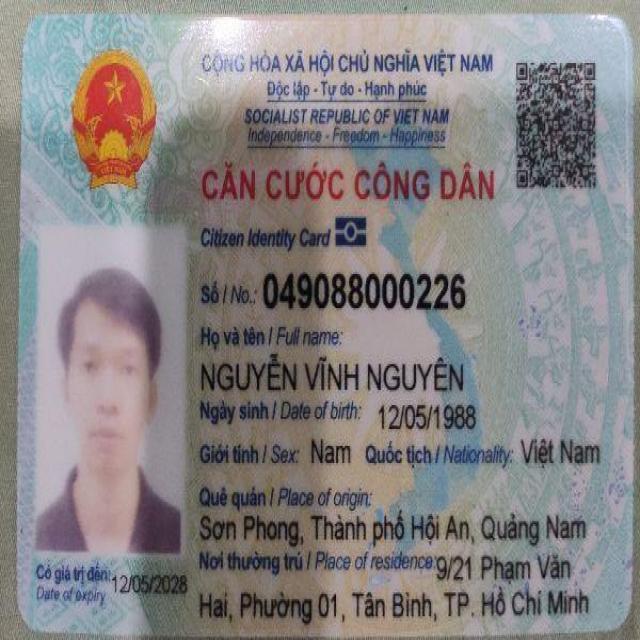 CỘNG HÒA XÃ HỘI CHỦ NGHĨA VIỆT NAM
Độc lập - Tự do - Hạnh phúc
SOCIALIST REPUBLIC OF VIET NAM
Independence - Freedom - Happiness
CĂN CƯỚC CÔNG DÂN
Citizen Identity Card
Số / No.: 049088000226
Họ và tên / Full name:
NGUYỄN VĨNH NGUYÊN
Ngày sinh / Date of birth: 12/05/1988
Giới tính / Sex: Nam Quốc tịch / Nationality: Việt Nam
Quê quán / Place of origin:
Sơn Phong, Thành phố Hội An, Quảng Nam
Nơi thường trú / Place of residence: 9/21 Phạm Văn
Hai, Phường 01, Tân Bình, TP. Hồ Chí Minh
Có giá trị đến: 12/05/2028
Date of expiry